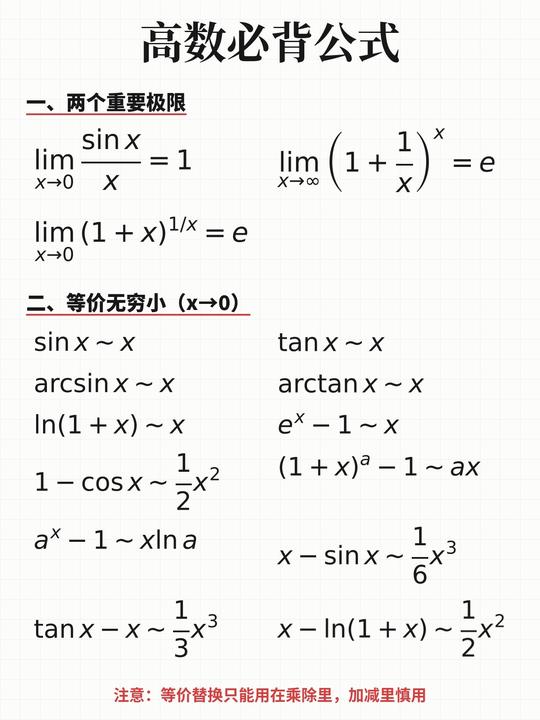 高数必背公式
一、两个重要极限
lim_{x→0} sin x / x = 1
lim_{x→∞} (1 + 1/x)^x = e
lim_{x→0} (1 + x)^{1/x} = e
二、等价无穷小（x→0）
sin x ~ x
tan x ~ x
arcsin x ~ x
arctan x ~ x
ln(1 + x) ~ x
e^x − 1 ~ x
1 − cos x ~ 1/2 x^2
(1 + x)^a − 1 ~ ax
a^x − 1 ~ x ln a
x − sin x ~ 1/6 x^3
tan x − x ~ 1/3 x^3
x − ln(1 + x) ~ 1/2 x^2
注意：等价替换只能用在乘除里，加减里慎用